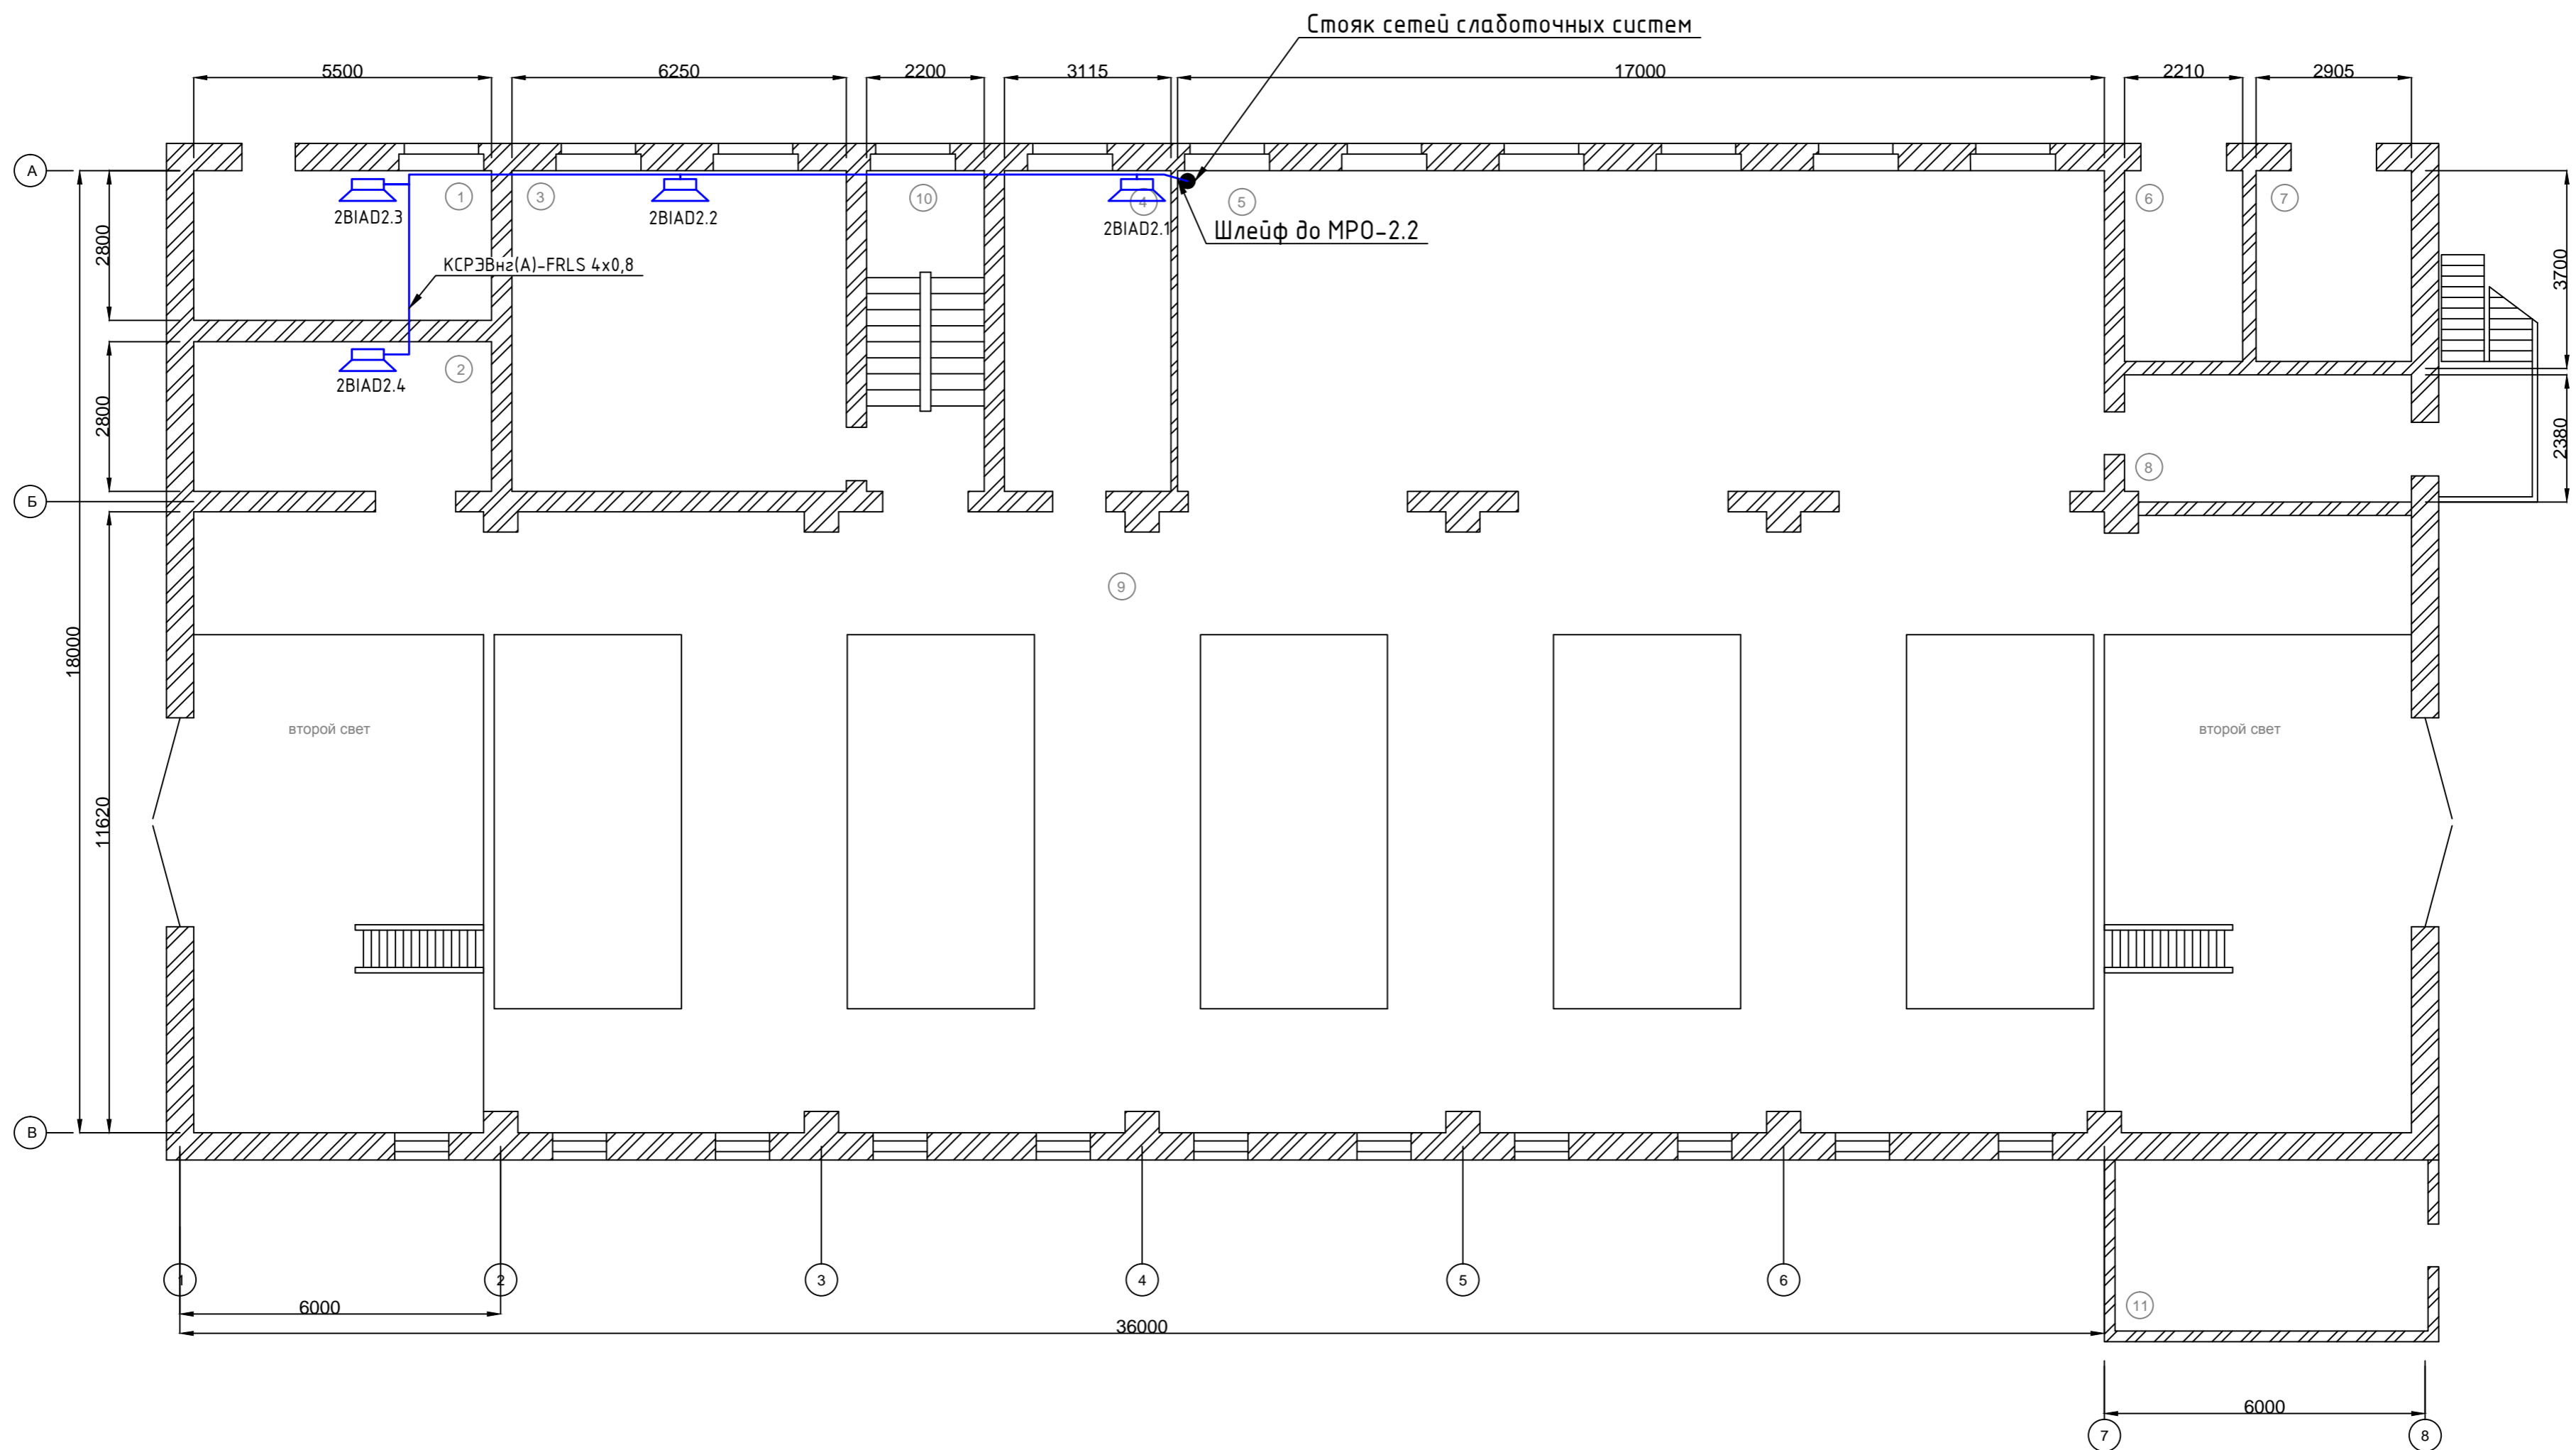 Стояк сетей слаботочных систем
5500
6250
2200
3115
17000
2210
2905
А
1
3
10
4
5
6
7
2BIAD2.3
2BIAD2.2
2BIAD2.1
Шлейф до МРО-2.2
2800
КСРЭВнг(А)-FRLS 4х0,8
3700
2
2BIAD2.4
2800
2380
8
Б
9
18000
второй свет
второй свет
11620
В
1
2
3
4
5
6
11
6000
36000
6000
7
8